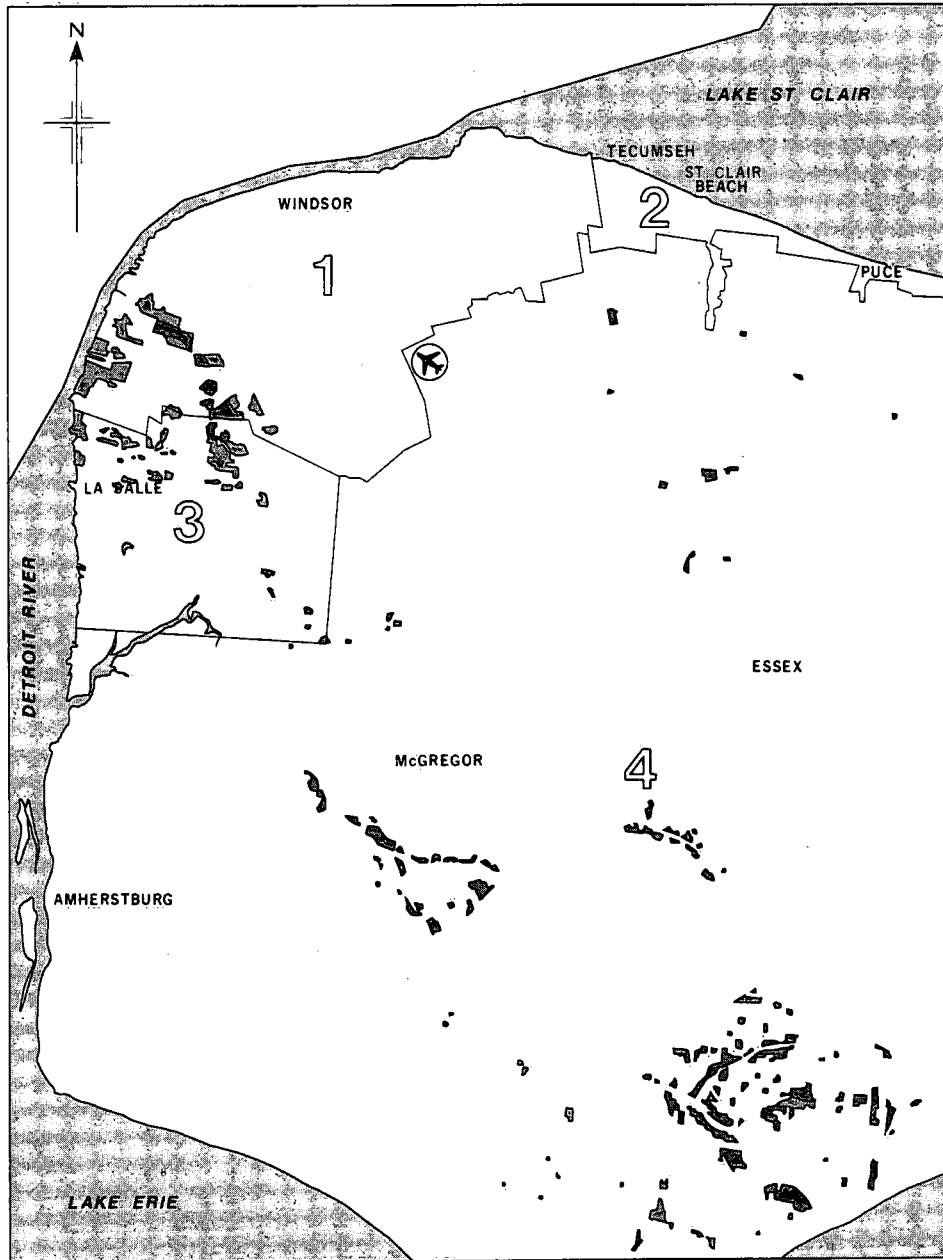 N
LAKE ST CLAIR
TECUMSEH
ST. CLAIR
BEACH
WINDSOR
2
1
PUCE
LA SALLE
3
DETROIT RIVER
ESSEX
McGREGOR
4
AMHERSTBURG
LAKE ERIE